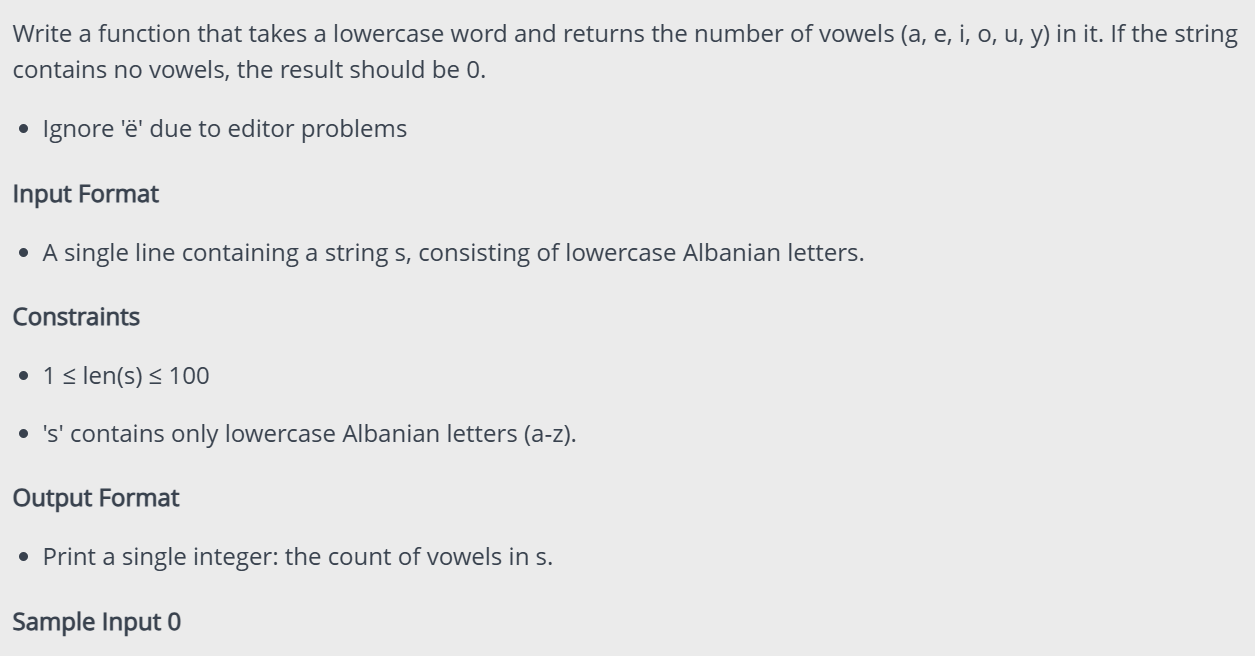 Write a function that takes a lowercase word and returns the number of vowels (a, e, i, o, u, y) in it. If the string
contains no vowels, the result should be 0.
• Ignore 'ë' due to editor problems
Input Format
• A single line containing a string s, consisting of lowercase Albanian letters.
Constraints
• 1 ≤ len(s) ≤ 100
• 's' contains only lowercase Albanian letters (a-z).
Output Format
• Print a single integer: the count of vowels in s.
Sample Input 0